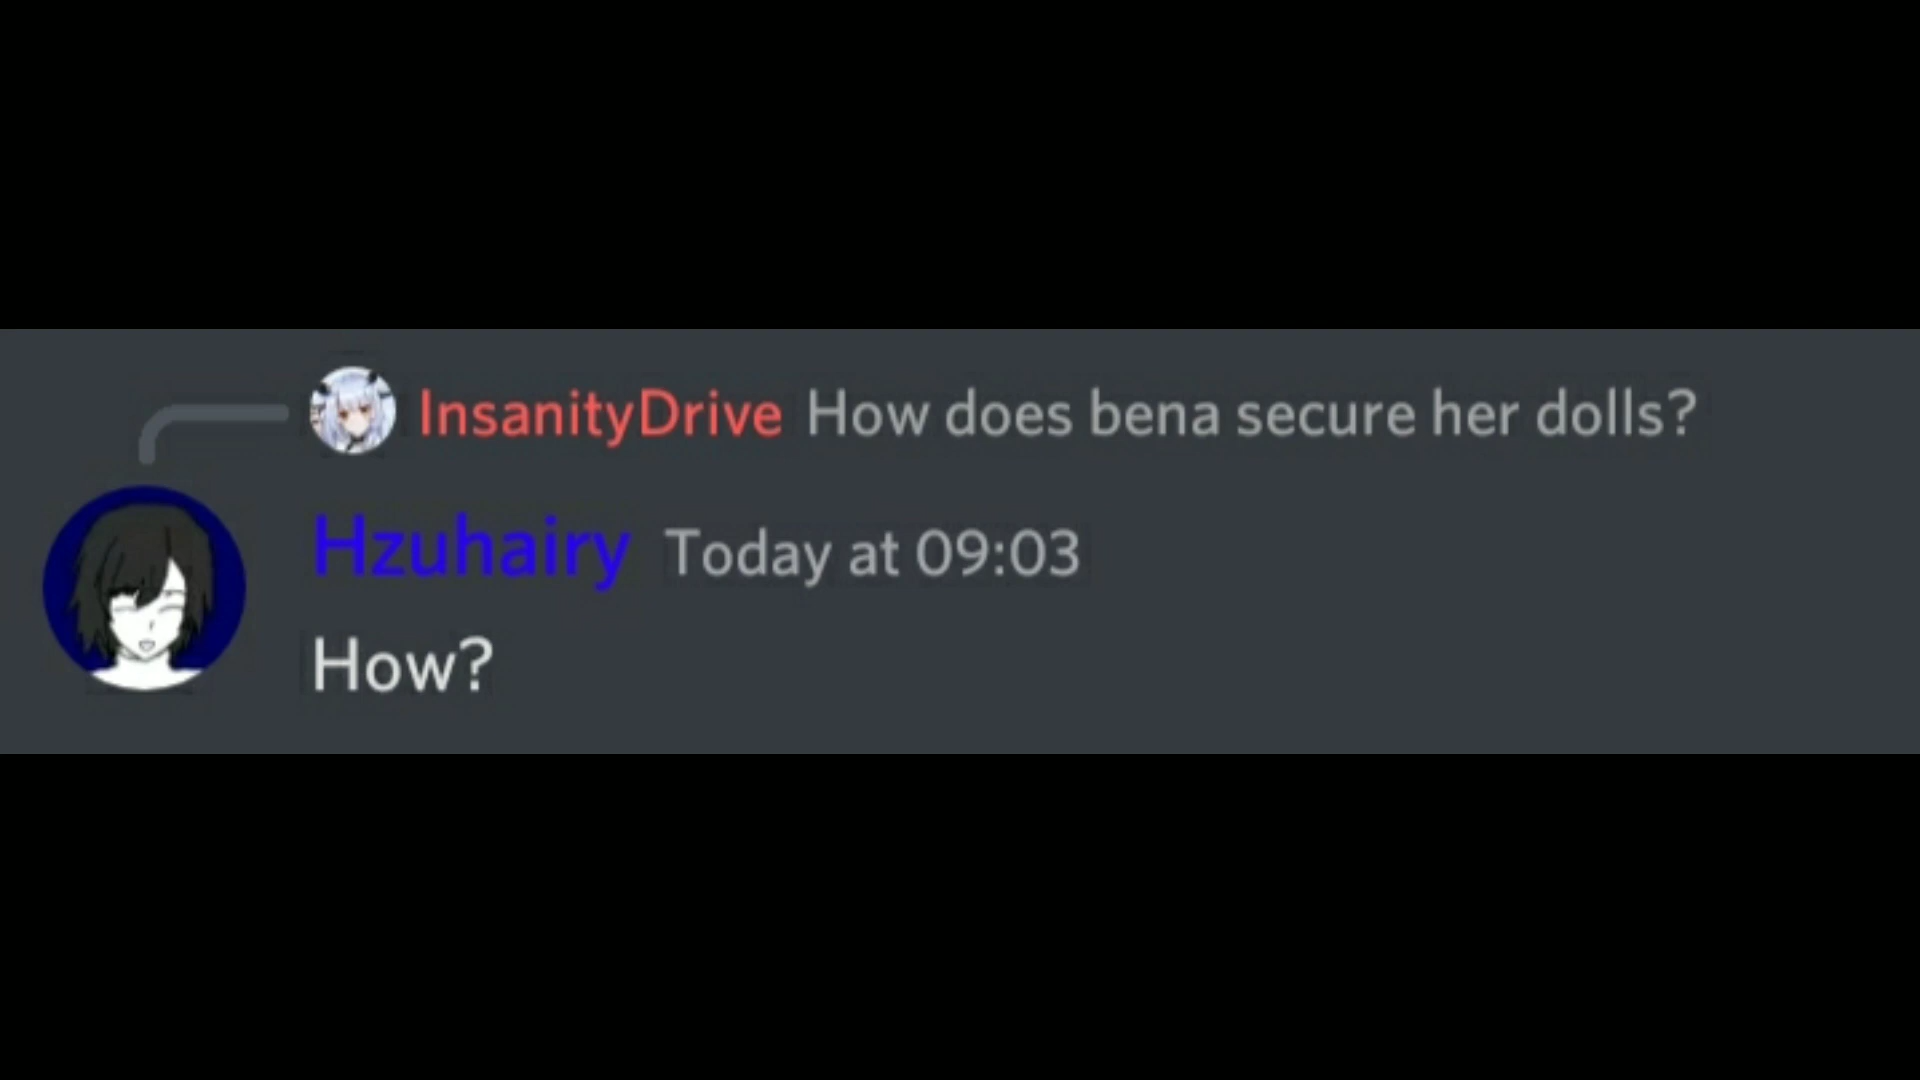 InsanityDrive How does bena secure her dolls?
Hzuhairy Today at 09:03
How?